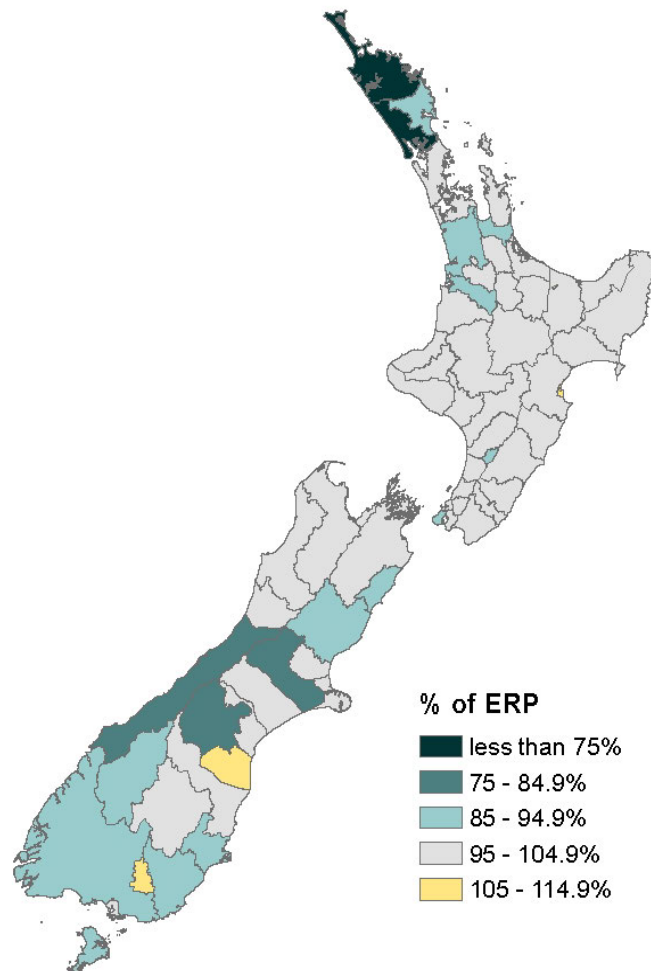 % of ERP
less than 75%
75 - 84.9%
85 - 94.9%
95 - 104.9%
105 - 114.9%